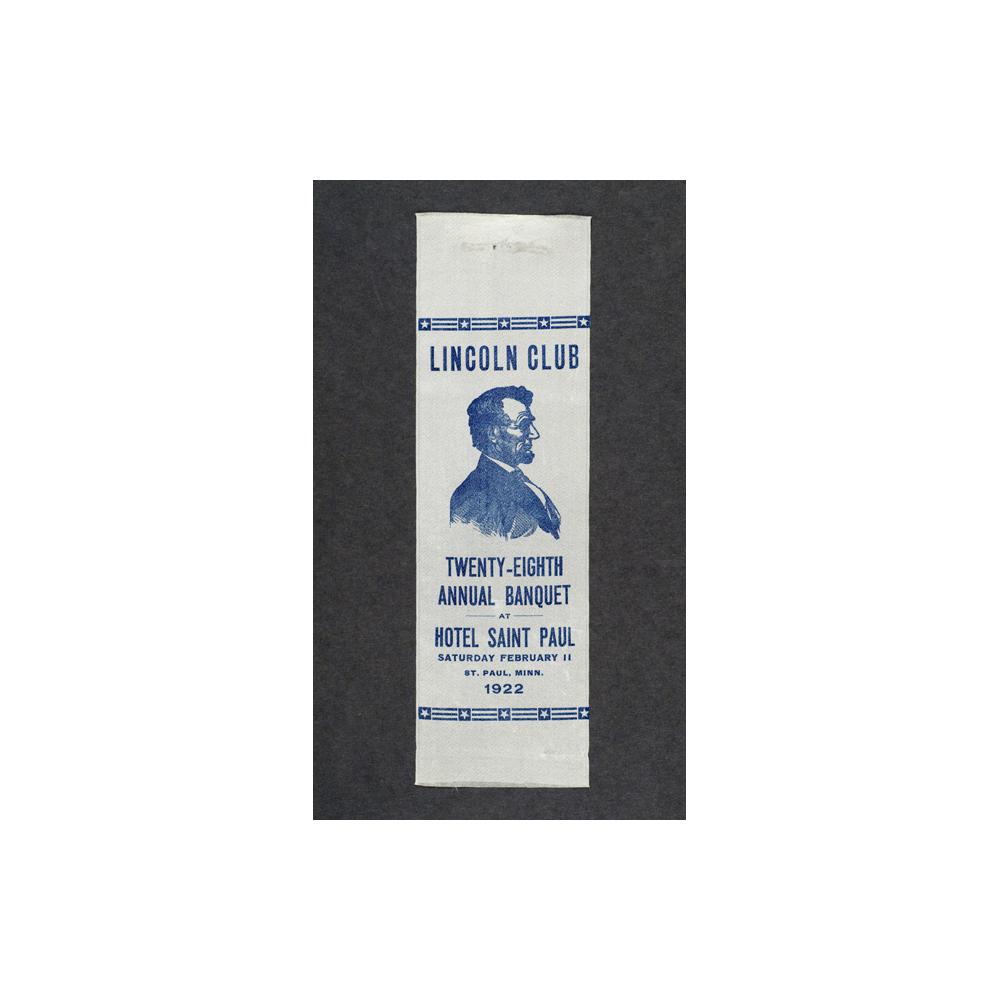 LINCOLN CLUB
TWENTY-EIGHTH
ANNUAL BANQUET
AT
HOTEL SAINT PAUL
SATURDAY FEBRUARY 11
ST. PAUL, MINN.
1922